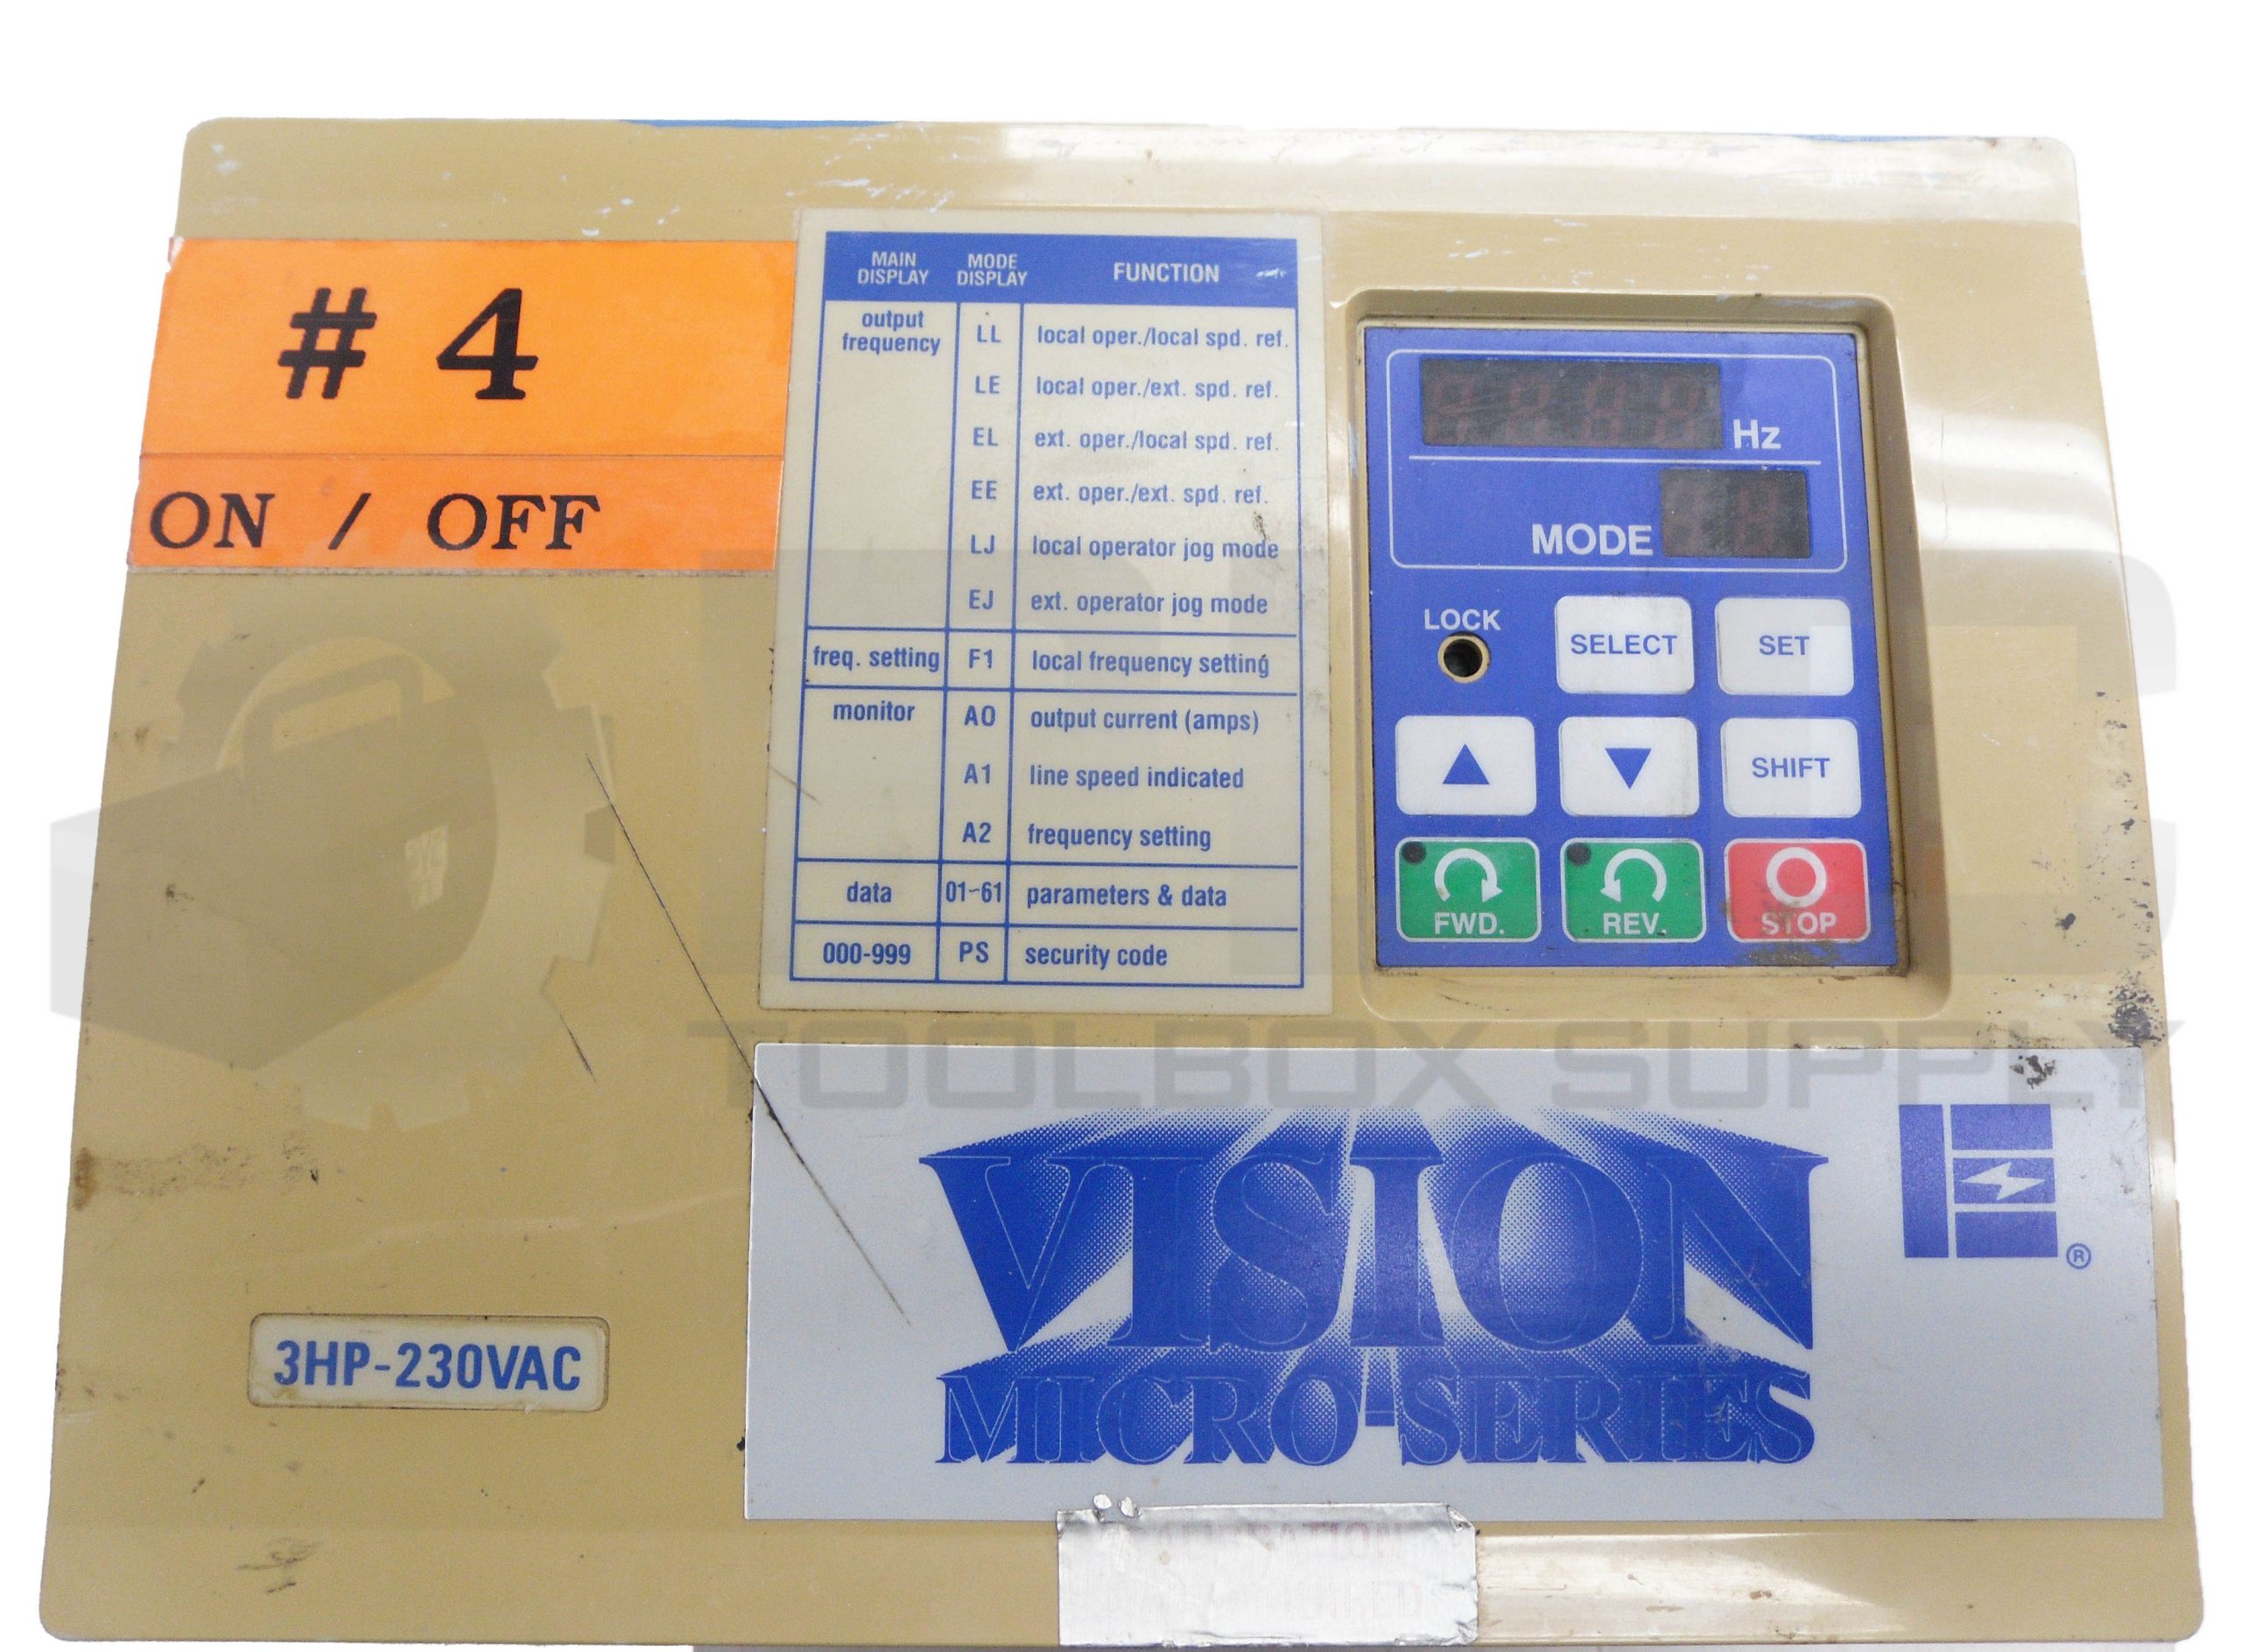 # 4
ON / OFF
MAIN DISPLAY MODE DISPLAY FUNCTION
output frequency LL local oper./local spd. ref.
LE local oper./ext. spd. ref.
EL ext. oper./local spd. ref.
EE ext. oper./ext. spd. ref.
LJ local operator jog mode
EJ ext. operator jog mode
freq. setting F1 local frequency setting
monitor AO output current (amps)
A1 line speed indicated
A2 frequency setting
data 01~61 parameters & data
000-999 PS security code
Hz
MODE
LOCK SELECT SET
SHIFT
FWD. REV. STOP
TOOLBOX SUPPLY
3HP-230VAC
VISION
MICRO-SERIES
®